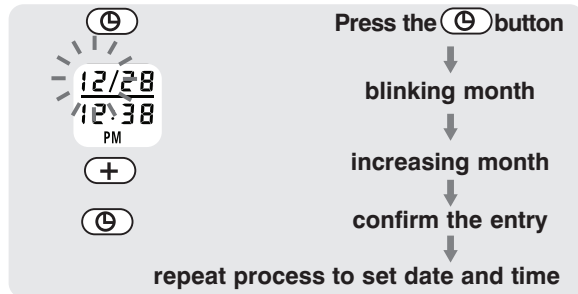 Press the button
12/28
12:38
PM
blinking month
+
increasing month
confirm the entry
repeat process to set date and time